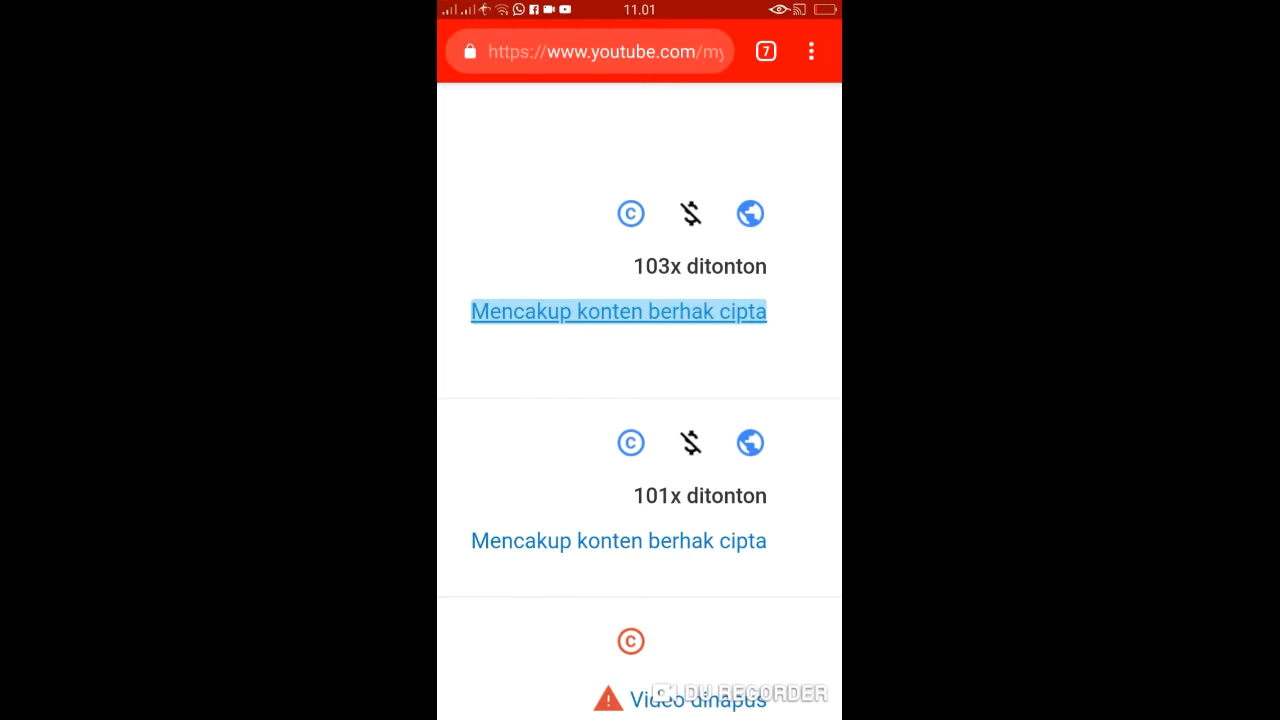 11.01
https://www.youtube.com/my
7
103x ditonton
Mencakup konten berhak cipta
101x ditonton
Mencakup konten berhak cipta
Video dihapus
DU RECORDER